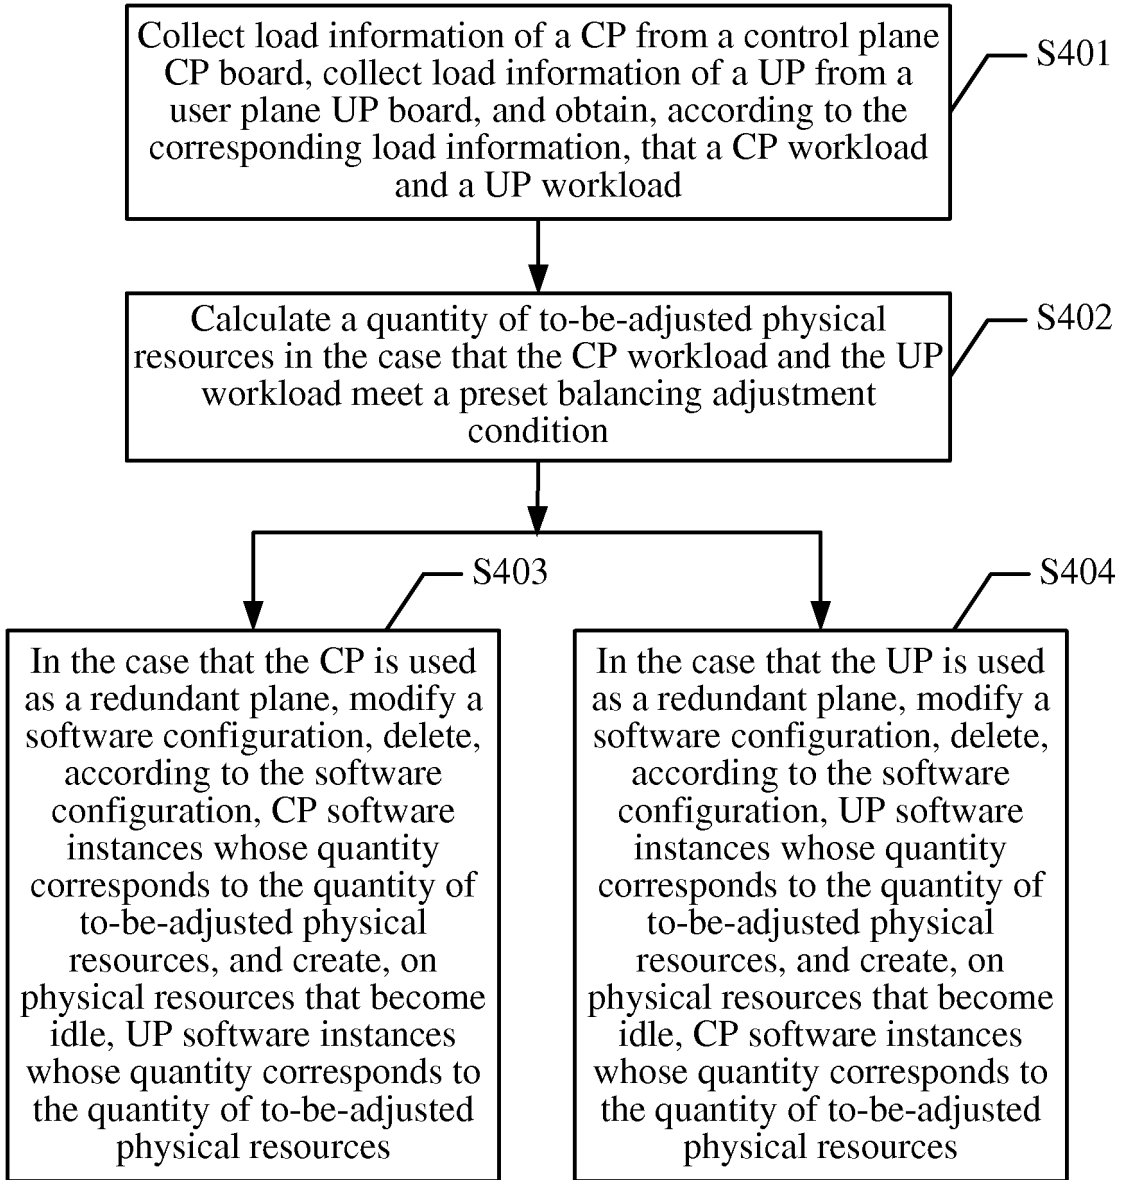 Collect load information of a CP from a control plane
CP board, collect load information of a UP from a
user plane UP board, and obtain, according to the
corresponding load information, that a CP workload
and a UP workload
S401
Calculate a quantity of to-be-adjusted physical
resources in the case that the CP workload and the UP
workload meet a preset balancing adjustment
condition
S402
S403
In the case that the CP is used
as a redundant plane, modify a
software configuration, delete,
according to the software
configuration, CP software
instances whose quantity
corresponds to the quantity of
to-be-adjusted physical
resources, and create, on
physical resources that become
idle, UP software instances
whose quantity corresponds to
the quantity of to-be-adjusted
physical resources
S404
In the case that the UP is used
as a redundant plane, modify a
software configuration, delete,
according to the software
configuration, UP software
instances whose quantity
corresponds to the quantity of
to-be-adjusted physical
resources, and create, on
physical resources that become
idle, CP software instances
whose quantity corresponds to
the quantity of to-be-adjusted
physical resources